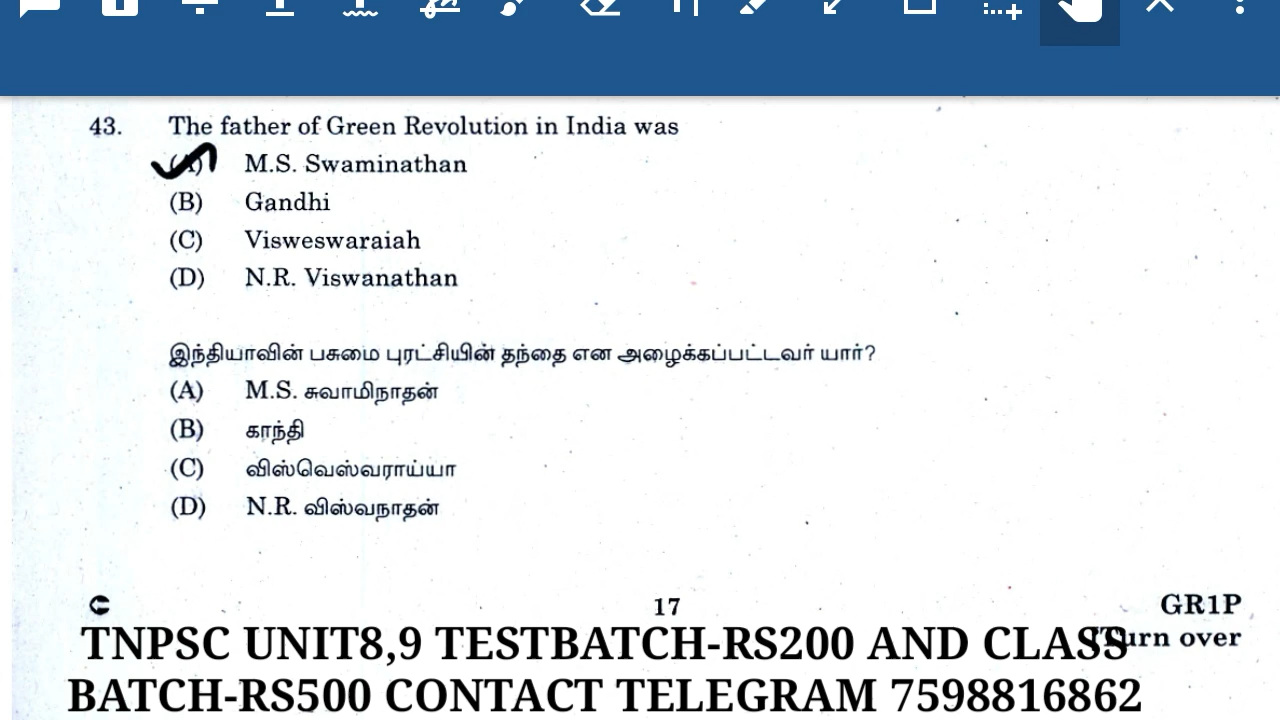 43. The father of Green Revolution in India was
(A) M.S. Swaminathan
(B) Gandhi
(C) Visweswaraiah
(D) N.R. Viswanathan
இந்தியாவின் பசுமை புரட்சியின் தந்தை என அழைக்கப்பட்டவர் யார்?
(A) M.S. சுவாமிநாதன்
(B) காந்தி
(C) விஸ்வெஸ்வராய்யா
(D) N.R. விஸ்வநாதன்
17
GR1P
[Turn over
TNPSC UNIT8,9 TESTBATCH-RS200 AND CLASS
BATCH-RS500 CONTACT TELEGRAM 7598816862